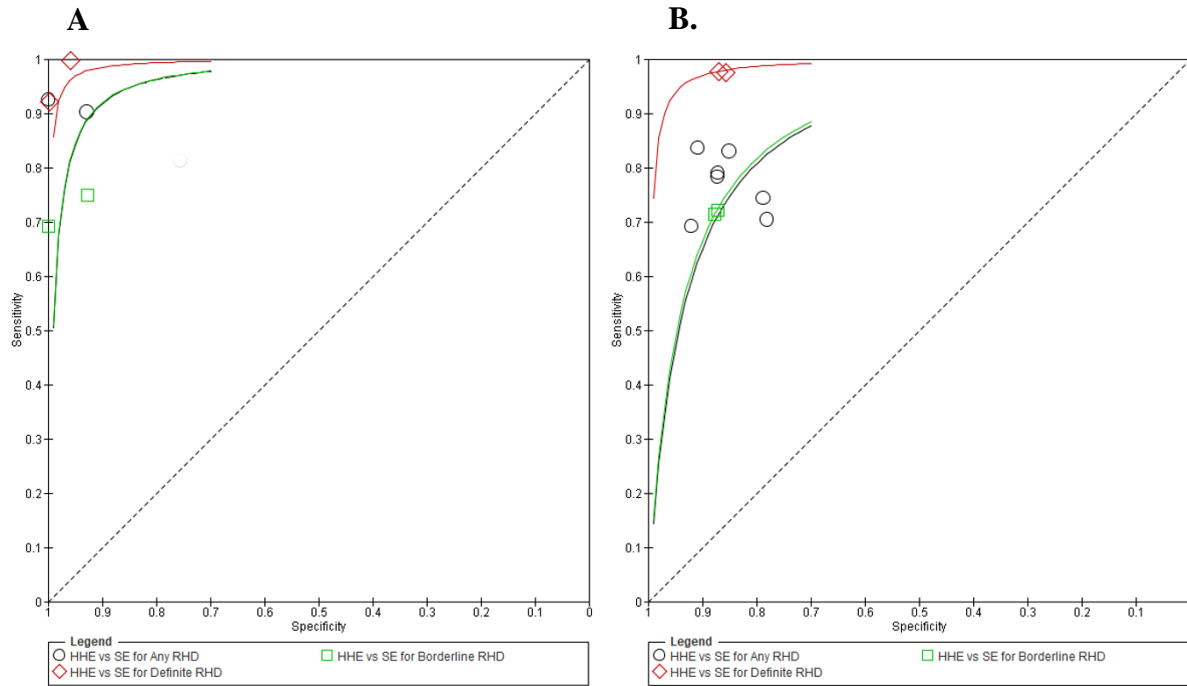 A
B.
1
0.9
0.8
0.7
0.6
0.5
0.4
0.3
0.2
0.1
0
Sensitivity
1 0.9 0.8 0.7 0.6 0.5 0.4 0.3 0.2 0.1 0
Specificity
Legend
HHE vs SE for Any RHD
HHE vs SE for Borderline RHD
HHE vs SE for Definite RHD
1
0.9
0.8
0.7
0.6
0.5
0.4
0.3
0.2
0.1
0
Sensitivity
1 0.9 0.8 0.7 0.6 0.5 0.4 0.3 0.2 0.1
Specificity
Legend
HHE vs SE for Any RHD
HHE vs SE for Borderline RHD
HHE vs SE for Definite RHD